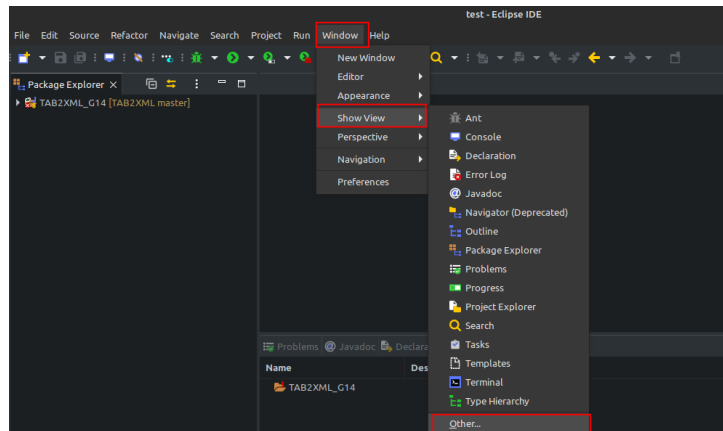 test - Eclipse IDE
File Edit Source Refactor Navigate Search Project Run Window Help
Package Explorer
TAB2XML_G14 [TAB2XML master]
New Window
Editor
Appearance
Show View
Perspective
Navigation
Preferences
Ant
Console
Declaration
Error Log
Javadoc
Navigator (Deprecated)
Outline
Package Explorer
Problems
Progress
Project Explorer
Search
Tasks
Templates
Terminal
Type Hierarchy
Other...
Problems Javadoc Declara
Name Des
TAB2XML_G14